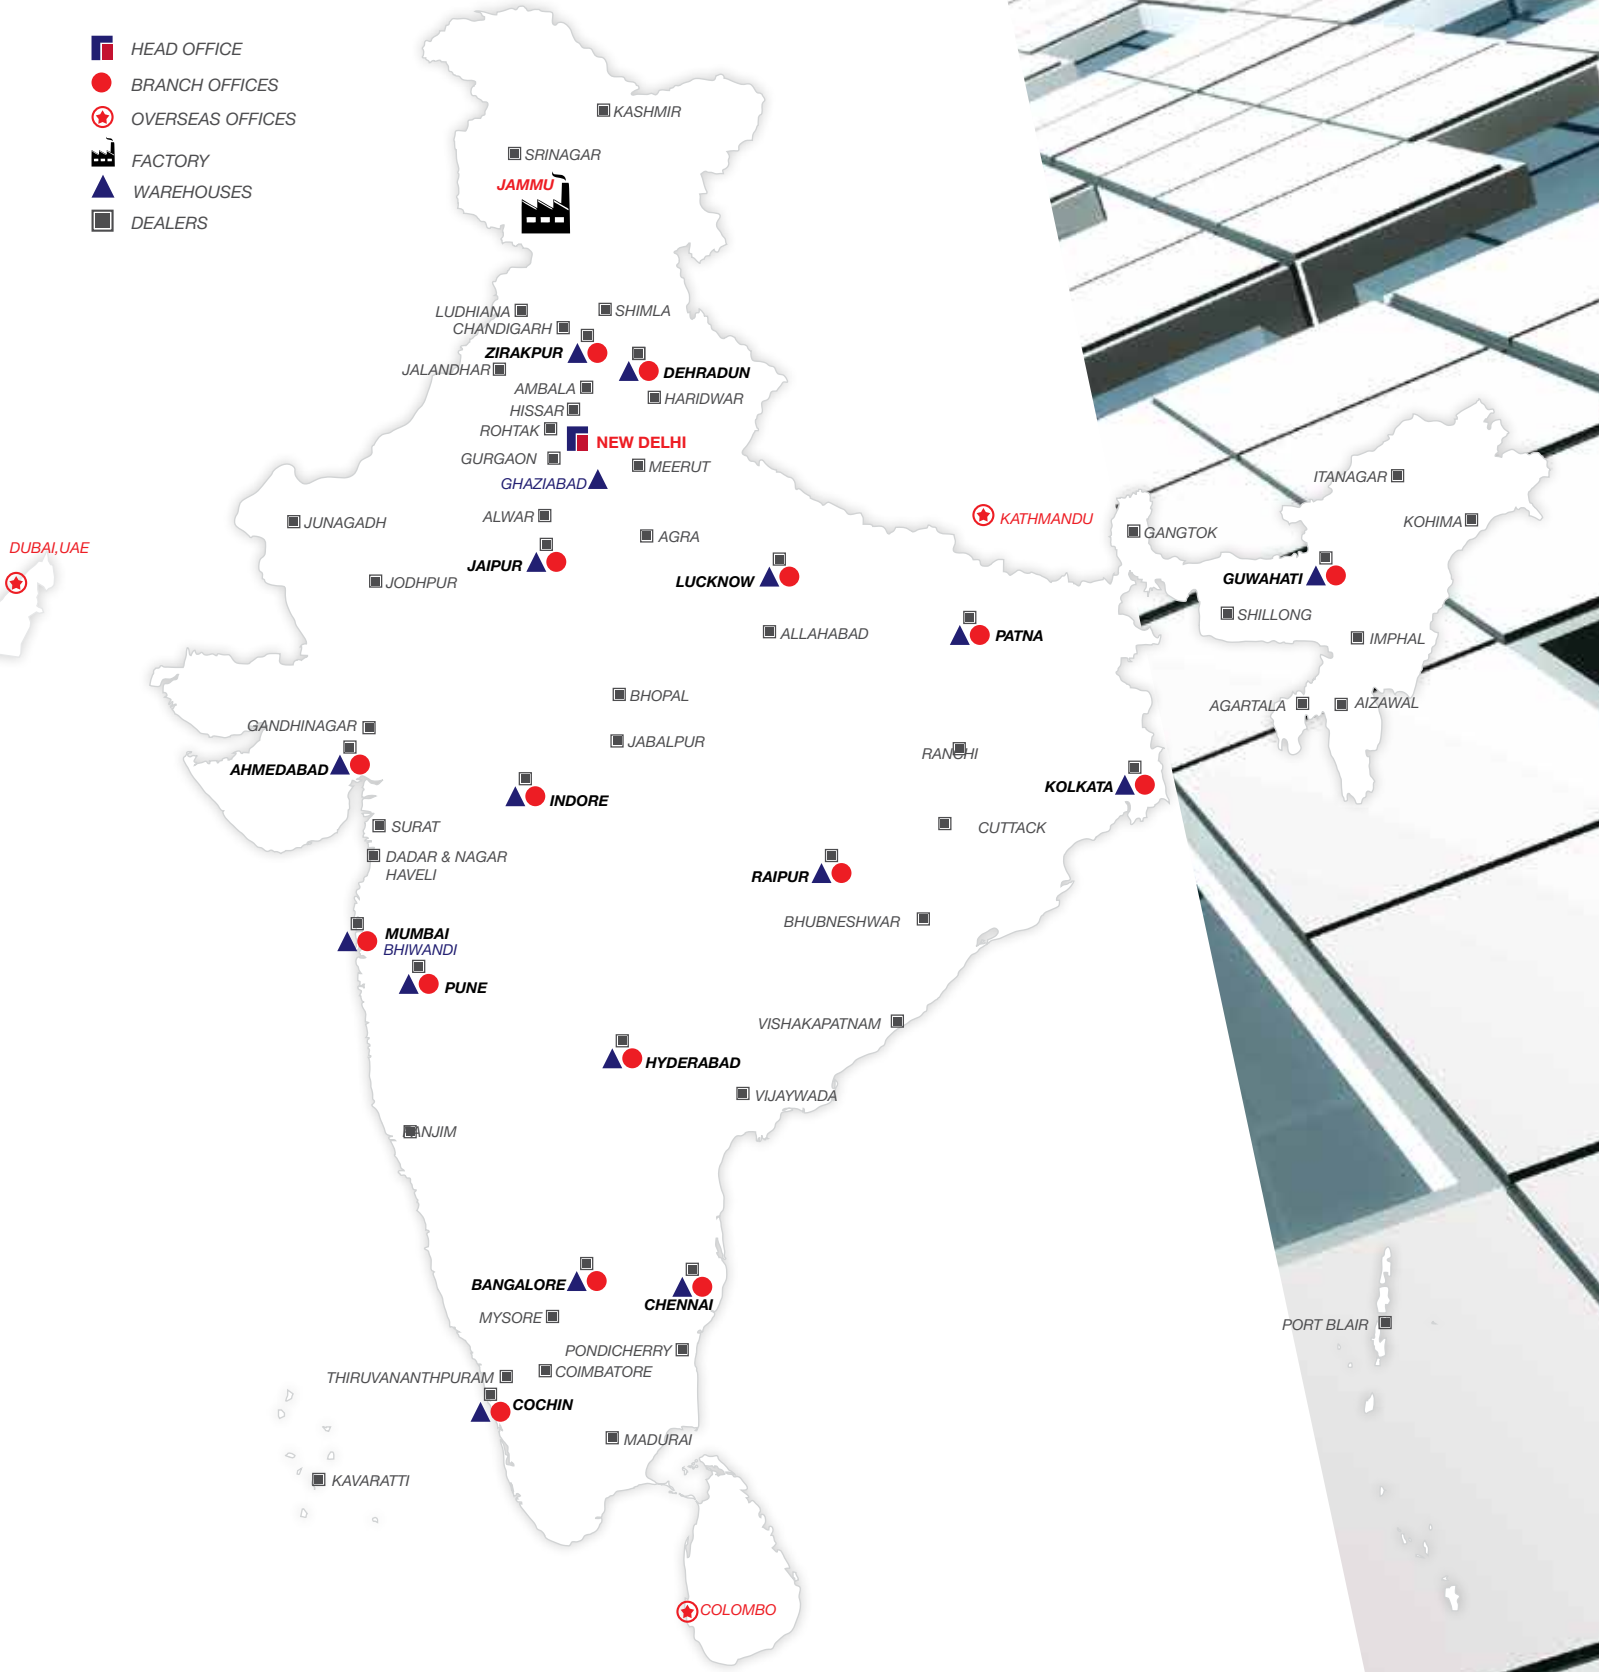 HEAD OFFICE
BRANCH OFFICES
OVERSEAS OFFICES
FACTORY
WAREHOUSES
DEALERS
KASHMIR
SRINAGAR
JAMMU
LUDHIANA
SHIMLA
CHANDIGARH
ZIRAKPUR
JALANDHAR
DEHRADUN
AMBALA
HARIDWAR
HISSAR
ROHTAK
NEW DELHI
GURGAON
MEERUT
GHAZIABAD
ITANAGAR
JUNAGADH
ALWAR
KATHMANDU
KOHIMA
GANGTOK
AGRA
DUBAI,UAE
JAIPUR
JODHPUR
LUCKNOW
GUWAHATI
SHILLONG
ALLAHABAD
PATNA
IMPHAL
BHOPAL
AGARTALA
AIZAWAL
GANDHINAGAR
JABALPUR
RANCHI
AHMEDABAD
KOLKATA
INDORE
SURAT
CUTTACK
DADAR & NAGAR
HAVELI
RAIPUR
BHUBNESHWAR
MUMBAI
BHIWANDI
PUNE
VISHAKAPATNAM
HYDERABAD
VIJAYWADA
PANJIM
BANGALORE
CHENNAI
MYSORE
PORT BLAIR
PONDICHERRY
COIMBATORE
THIRUVANANTHPURAM
COCHIN
MADURAI
KAVARATTI
COLOMBO